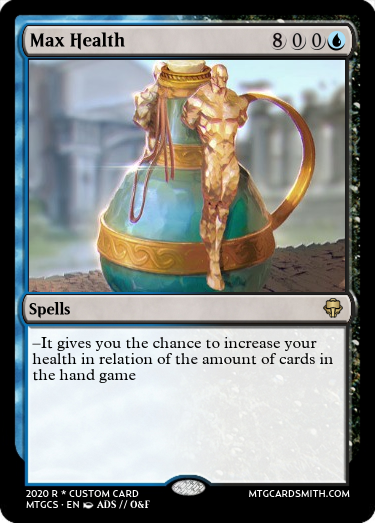 Max Health 8 0 0
Spells
–It gives you the chance to increase your
health in relation of the amount of cards in
the hand game
2020 R * CUSTOM CARD
MTGCARDSMITH.COM
MTGCS · EN ADS // O&F